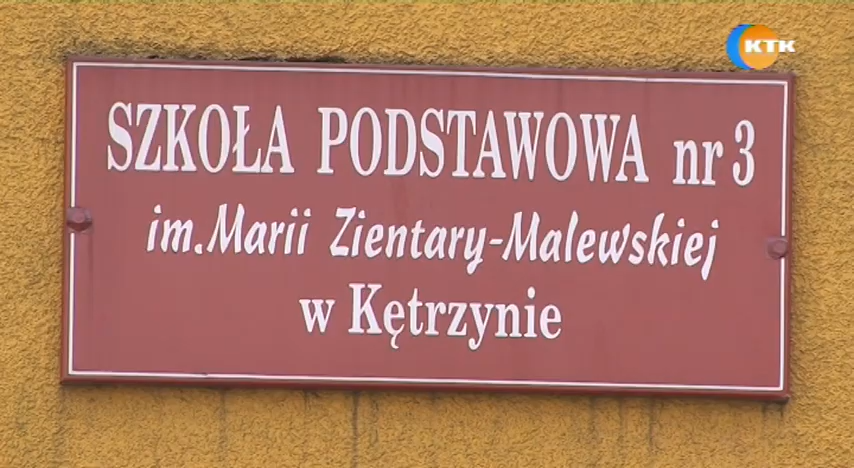 KTK
SZKOŁA PODSTAWOWA nr 3
im. Marii Zientary-Malewskiej
w Kętrzynie